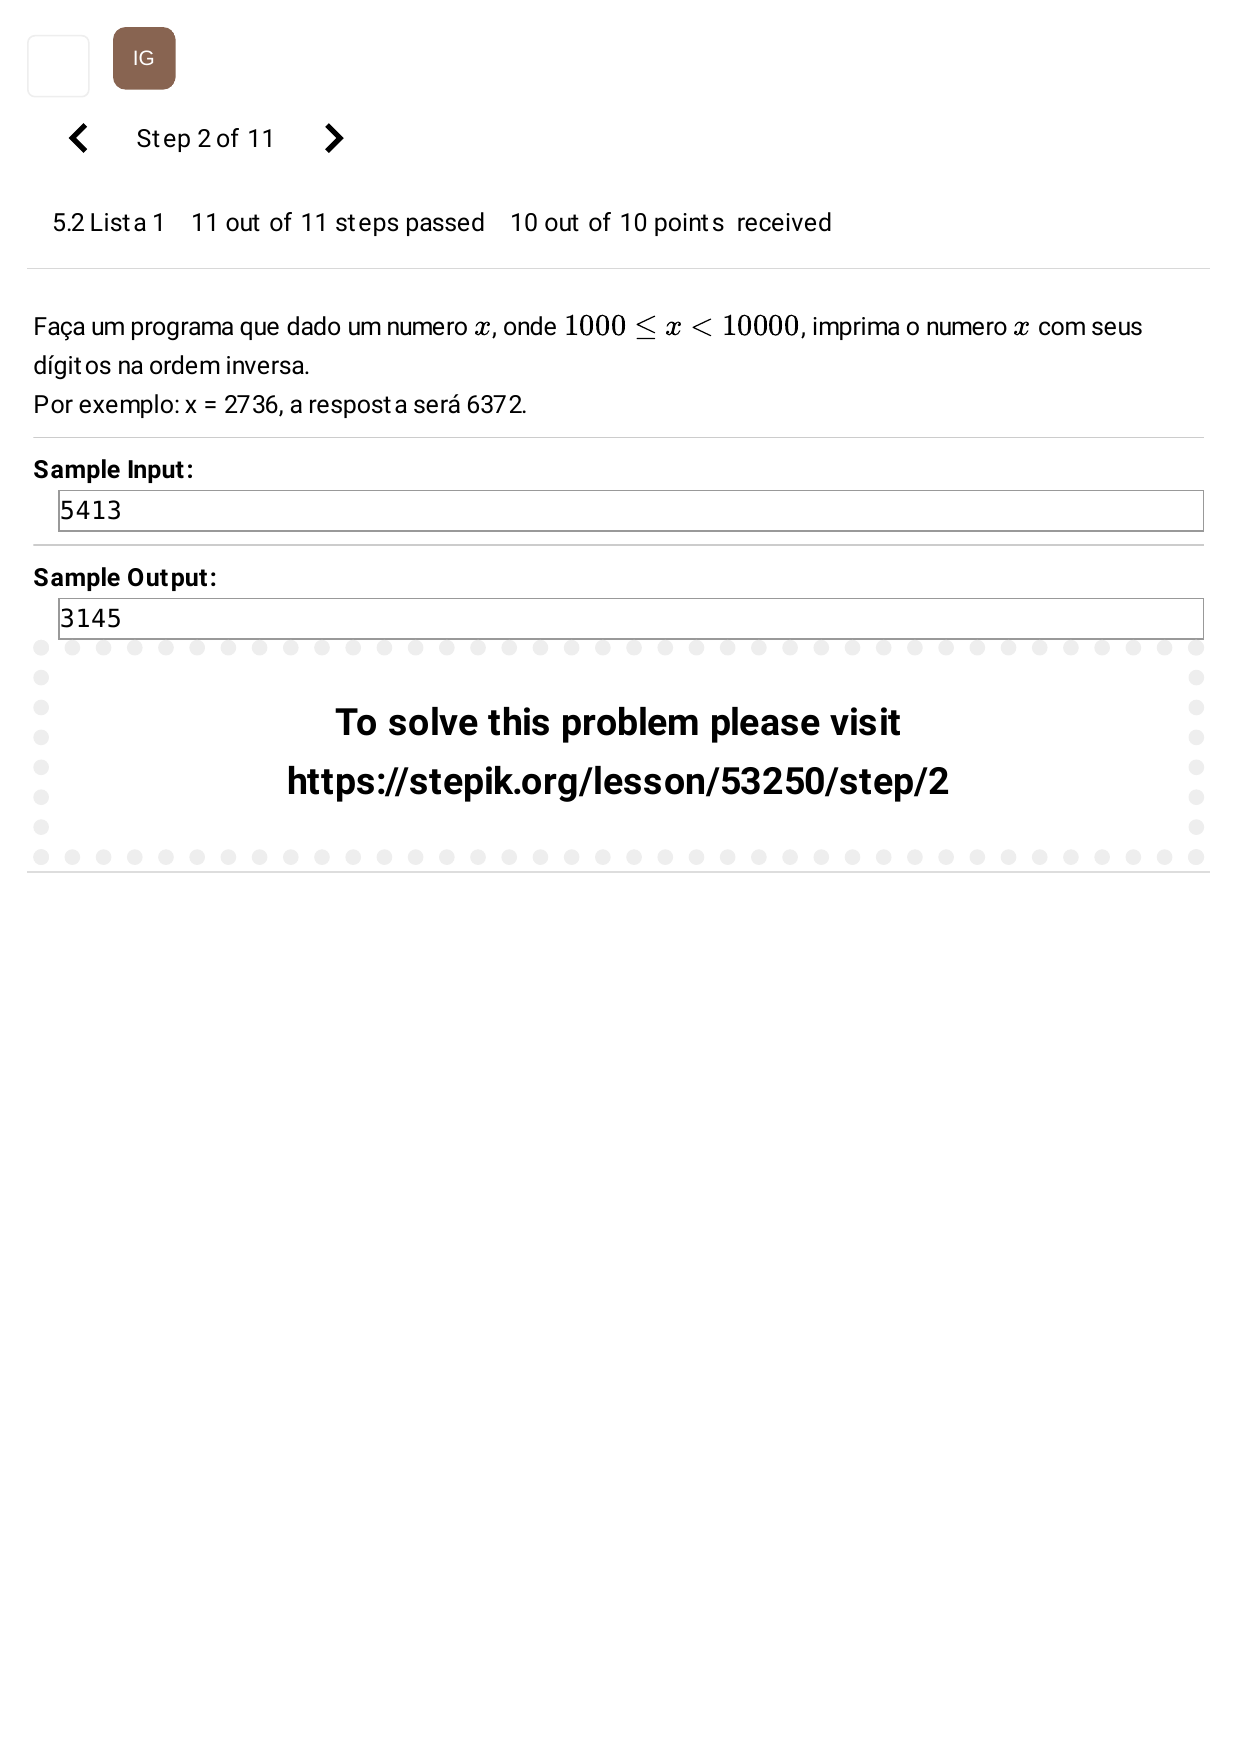 IG
Step 2 of 11
5.2 Lista 1 11 out of 11 steps passed 10 out of 10 points received
Faça um programa que dado um numero x, onde 1000 ≤ x < 10000, imprima o numero x com seus
dígitos na ordem inversa.
Por exemplo: x = 2736, a resposta será 6372.
Sample Input:
5413
Sample Output:
3145
To solve this problem please visit
https://stepik.org/lesson/53250/step/2